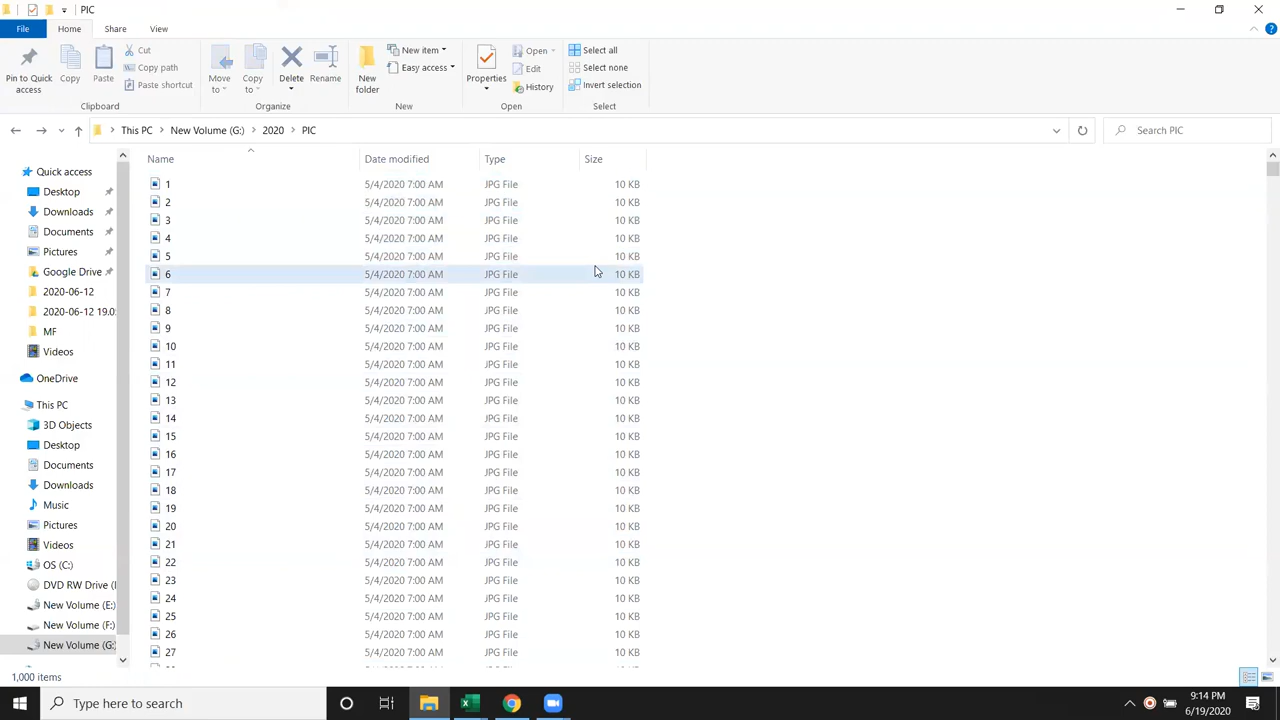 PIC
File Home Share View
Pin to Quick access
Copy
Paste
Cut
Copy path
Paste shortcut
Clipboard
Move to
Copy to
Delete
Rename
Organize
New folder
New item
Easy access
New
Properties
Open
Edit
History
Open
Select all
Select none
Invert selection
Select
This PC > New Volume (G:) > 2020 > PIC
Search PIC
Quick access
Desktop
Downloads
Documents
Pictures
Google Drive
2020-06-12
2020-06-12 19.0
MF
Videos
OneDrive
This PC
3D Objects
Desktop
Documents
Downloads
Music
Pictures
Videos
OS (C:)
DVD RW Drive (
New Volume (E:)
New Volume (F:)
New Volume (G:
Name Date modified Type Size
1 5/4/2020 7:00 AM JPG File 10 KB
2 5/4/2020 7:00 AM JPG File 10 KB
3 5/4/2020 7:00 AM JPG File 10 KB
4 5/4/2020 7:00 AM JPG File 10 KB
5 5/4/2020 7:00 AM JPG File 10 KB
6 5/4/2020 7:00 AM JPG File 10 KB
7 5/4/2020 7:00 AM JPG File 10 KB
8 5/4/2020 7:00 AM JPG File 10 KB
9 5/4/2020 7:00 AM JPG File 10 KB
10 5/4/2020 7:00 AM JPG File 10 KB
11 5/4/2020 7:00 AM JPG File 10 KB
12 5/4/2020 7:00 AM JPG File 10 KB
13 5/4/2020 7:00 AM JPG File 10 KB
14 5/4/2020 7:00 AM JPG File 10 KB
15 5/4/2020 7:00 AM JPG File 10 KB
16 5/4/2020 7:00 AM JPG File 10 KB
17 5/4/2020 7:00 AM JPG File 10 KB
18 5/4/2020 7:00 AM JPG File 10 KB
19 5/4/2020 7:00 AM JPG File 10 KB
20 5/4/2020 7:00 AM JPG File 10 KB
21 5/4/2020 7:00 AM JPG File 10 KB
22 5/4/2020 7:00 AM JPG File 10 KB
23 5/4/2020 7:00 AM JPG File 10 KB
24 5/4/2020 7:00 AM JPG File 10 KB
25 5/4/2020 7:00 AM JPG File 10 KB
26 5/4/2020 7:00 AM JPG File 10 KB
27 5/4/2020 7:00 AM JPG File 10 KB
1,000 items
Type here to search
9:14 PM
6/19/2020